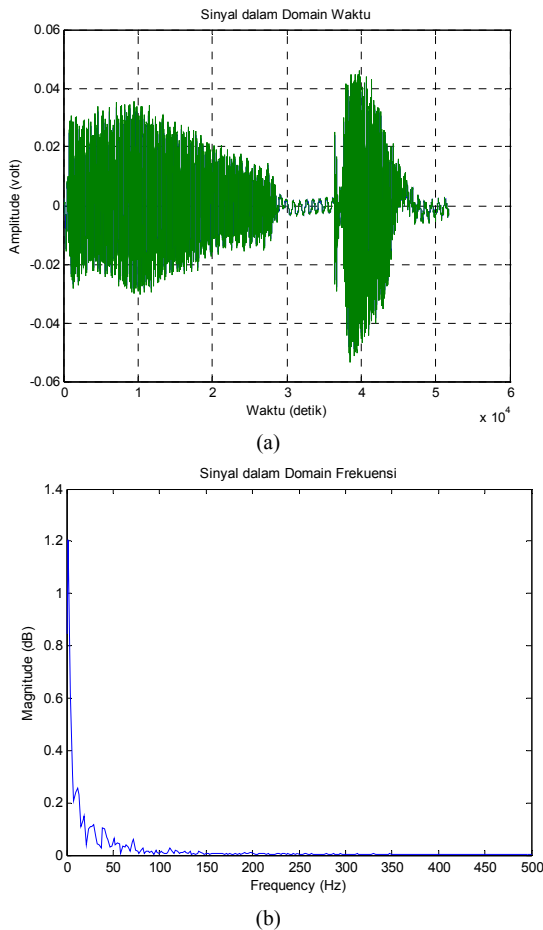 Sinyal dalam Domain Waktu
Amplitude (volt)
0.06
0.04
0.02
0
-0.02
-0.04
-0.06
0 1 2 3 4 5 6
x 10^4
Waktu (detik)
(a)
Sinyal dalam Domain Frekuensi
Magnitude (dB)
1.4
1.2
1
0.8
0.6
0.4
0.2
0
0 50 100 150 200 250 300 350 400 450 500
Frequency (Hz)
(b)